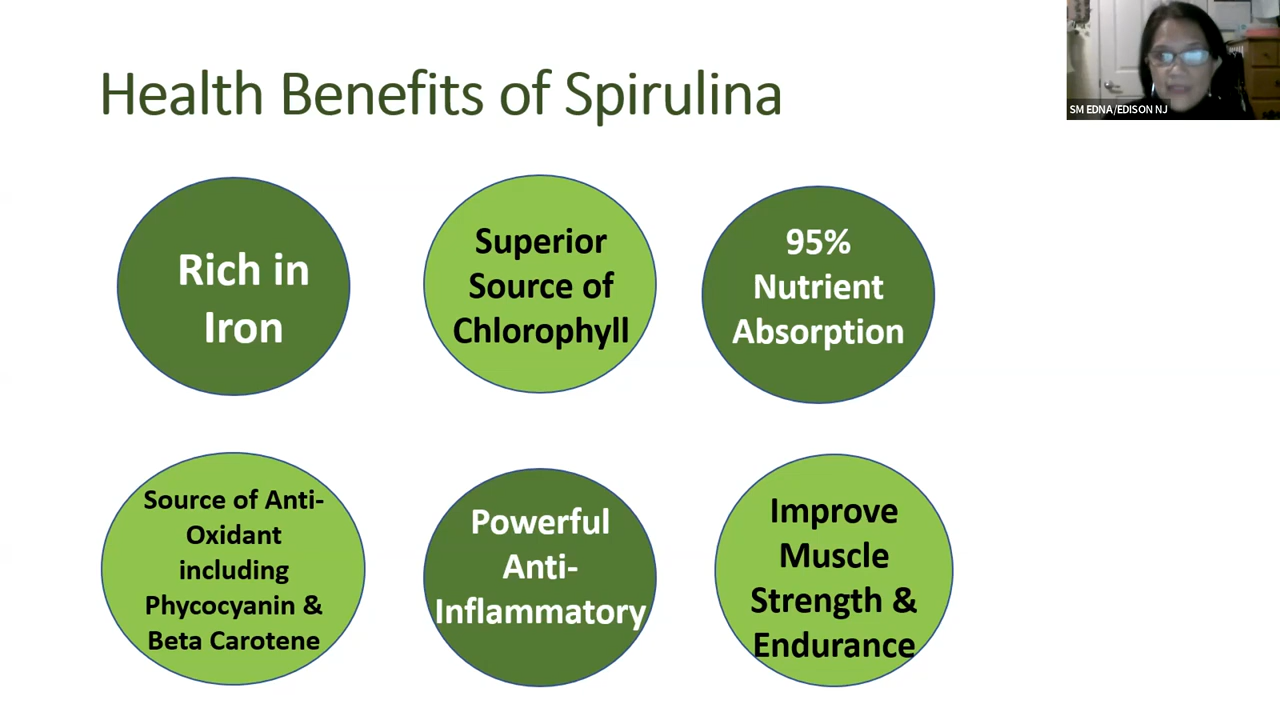 Health Benefits of Spirulina
SM EDNA/EDISON NJ
Rich in
Iron
Superior
Source of
Chlorophyll
95%
Nutrient
Absorption
Source of Anti-
Oxidant
including
Phycocyanin &
Beta Carotene
Powerful
Anti-
Inflammatory
Improve
Muscle
Strength &
Endurance